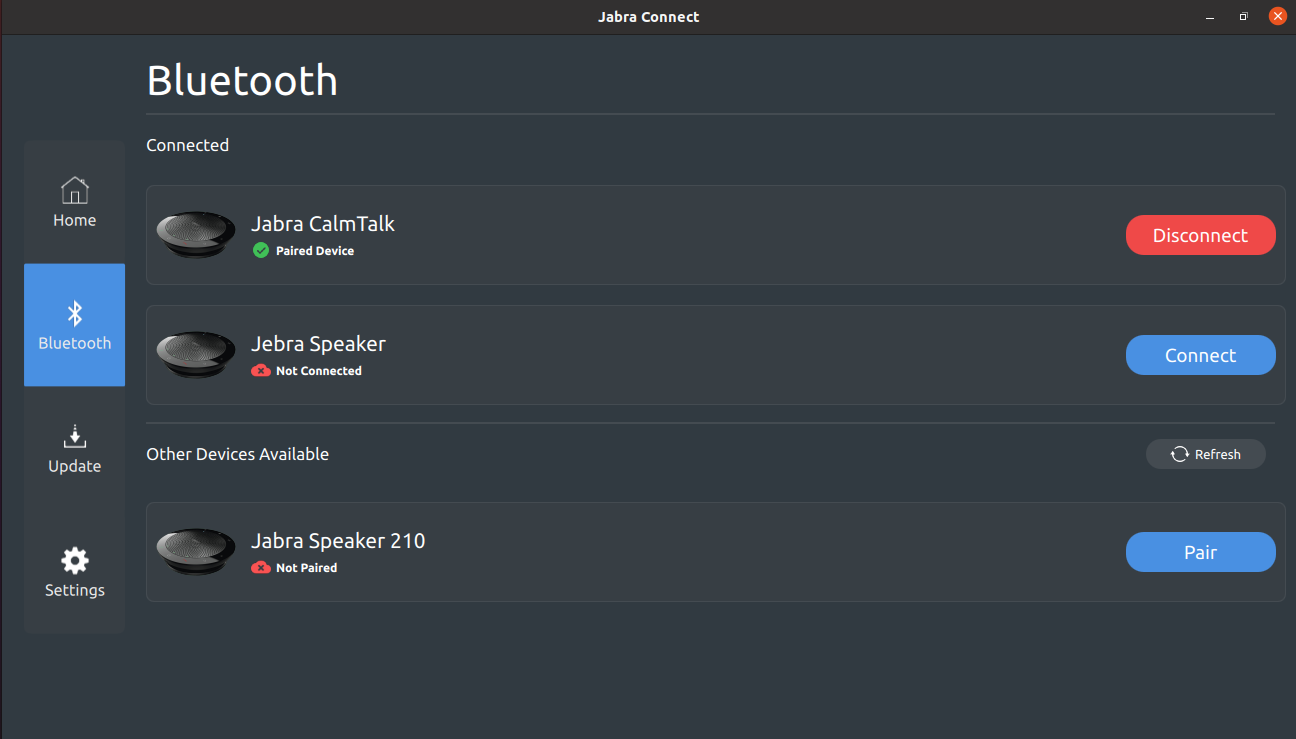 Jabra Connect
Bluetooth
Connected
Home
Jabra CalmTalk
Paired Device
Disconnect
Bluetooth
Jebra Speaker
Not Connected
Connect
Update
Other Devices Available
Refresh
Settings
Jabra Speaker 210
Not Paired
Pair